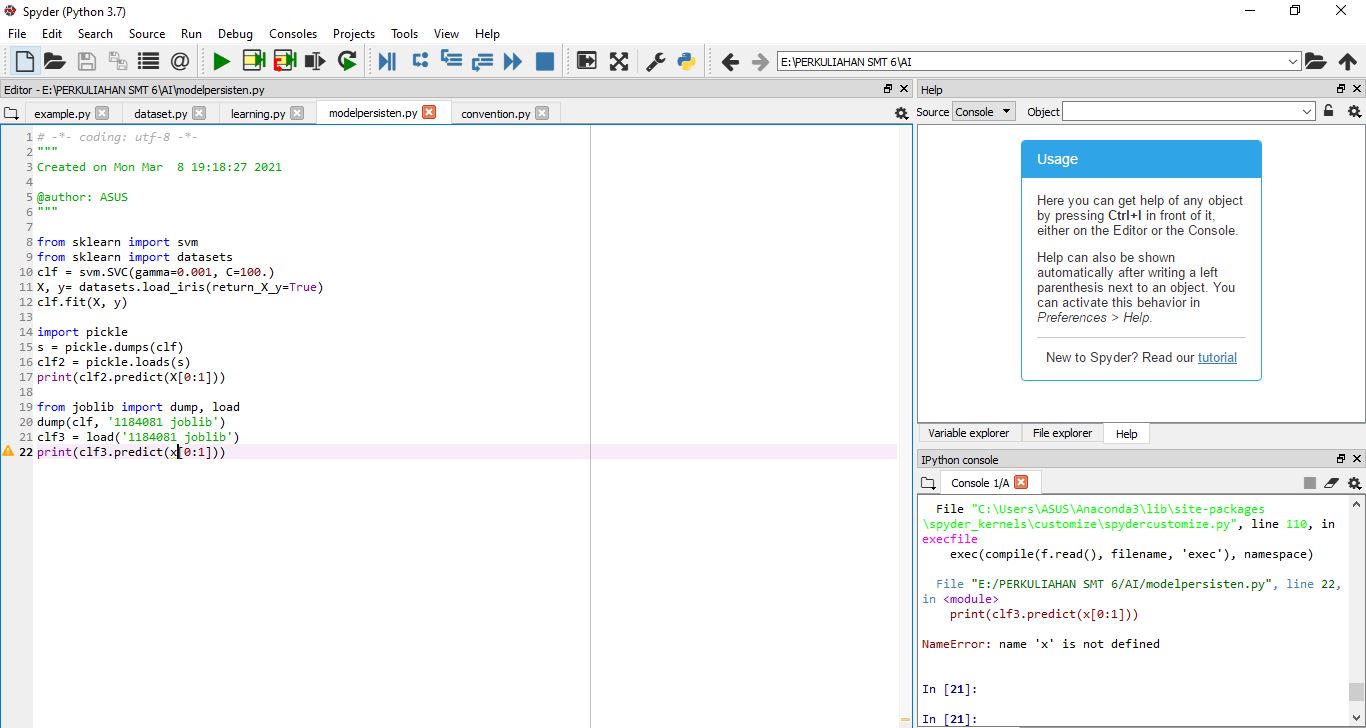 Spyder (Python 3.7)
File Edit Search Source Run Debug Consoles Projects Tools View Help
E:\PERKULIAHAN SMT 6\AI
Editor - E:\PERKULIAHAN SMT 6\AI\modelpersisten.py
example.py dataset.py learning.py modelpersisten.py convention.py
1 # -*- coding: utf-8 -*-
2 """
3 Created on Mon Mar  8 19:18:27 2021
4
5 @author: ASUS
6 """
7
8 from sklearn import svm
9 from sklearn import datasets
10 clf = svm.SVC(gamma=0.001, C=100.)
11 X, y= datasets.load_iris(return_X_y=True)
12 clf.fit(X, y)
13
14 import pickle
15 s = pickle.dumps(clf)
16 clf2 = pickle.loads(s)
17 print(clf2.predict(X[0:1]))
18
19 from joblib import dump, load
20 dump(clf, '1184081 joblib')
21 clf3 = load('1184081 joblib')
22 print(clf3.predict(x[0:1]))
Help
Source Console Object
Usage
Here you can get help of any object
by pressing Ctrl+I in front of it,
either on the Editor or the Console.
Help can also be shown
automatically after writing a left
parenthesis next to an object. You
can activate this behavior in
Preferences > Help.
New to Spyder? Read our tutorial
Variable explorer File explorer Help
IPython console
Console 1/A
File "C:\Users\ASUS\Anaconda3\lib\site-packages
\spyder_kernels\customize\spydercustomize.py", line 110, in
execfile
exec(compile(f.read(), filename, 'exec'), namespace)
File "E:/PERKULIAHAN SMT 6/AI/modelpersisten.py", line 22,
in <module>
print(clf3.predict(x[0:1]))
NameError: name 'x' is not defined
In [21]:
In [21]: